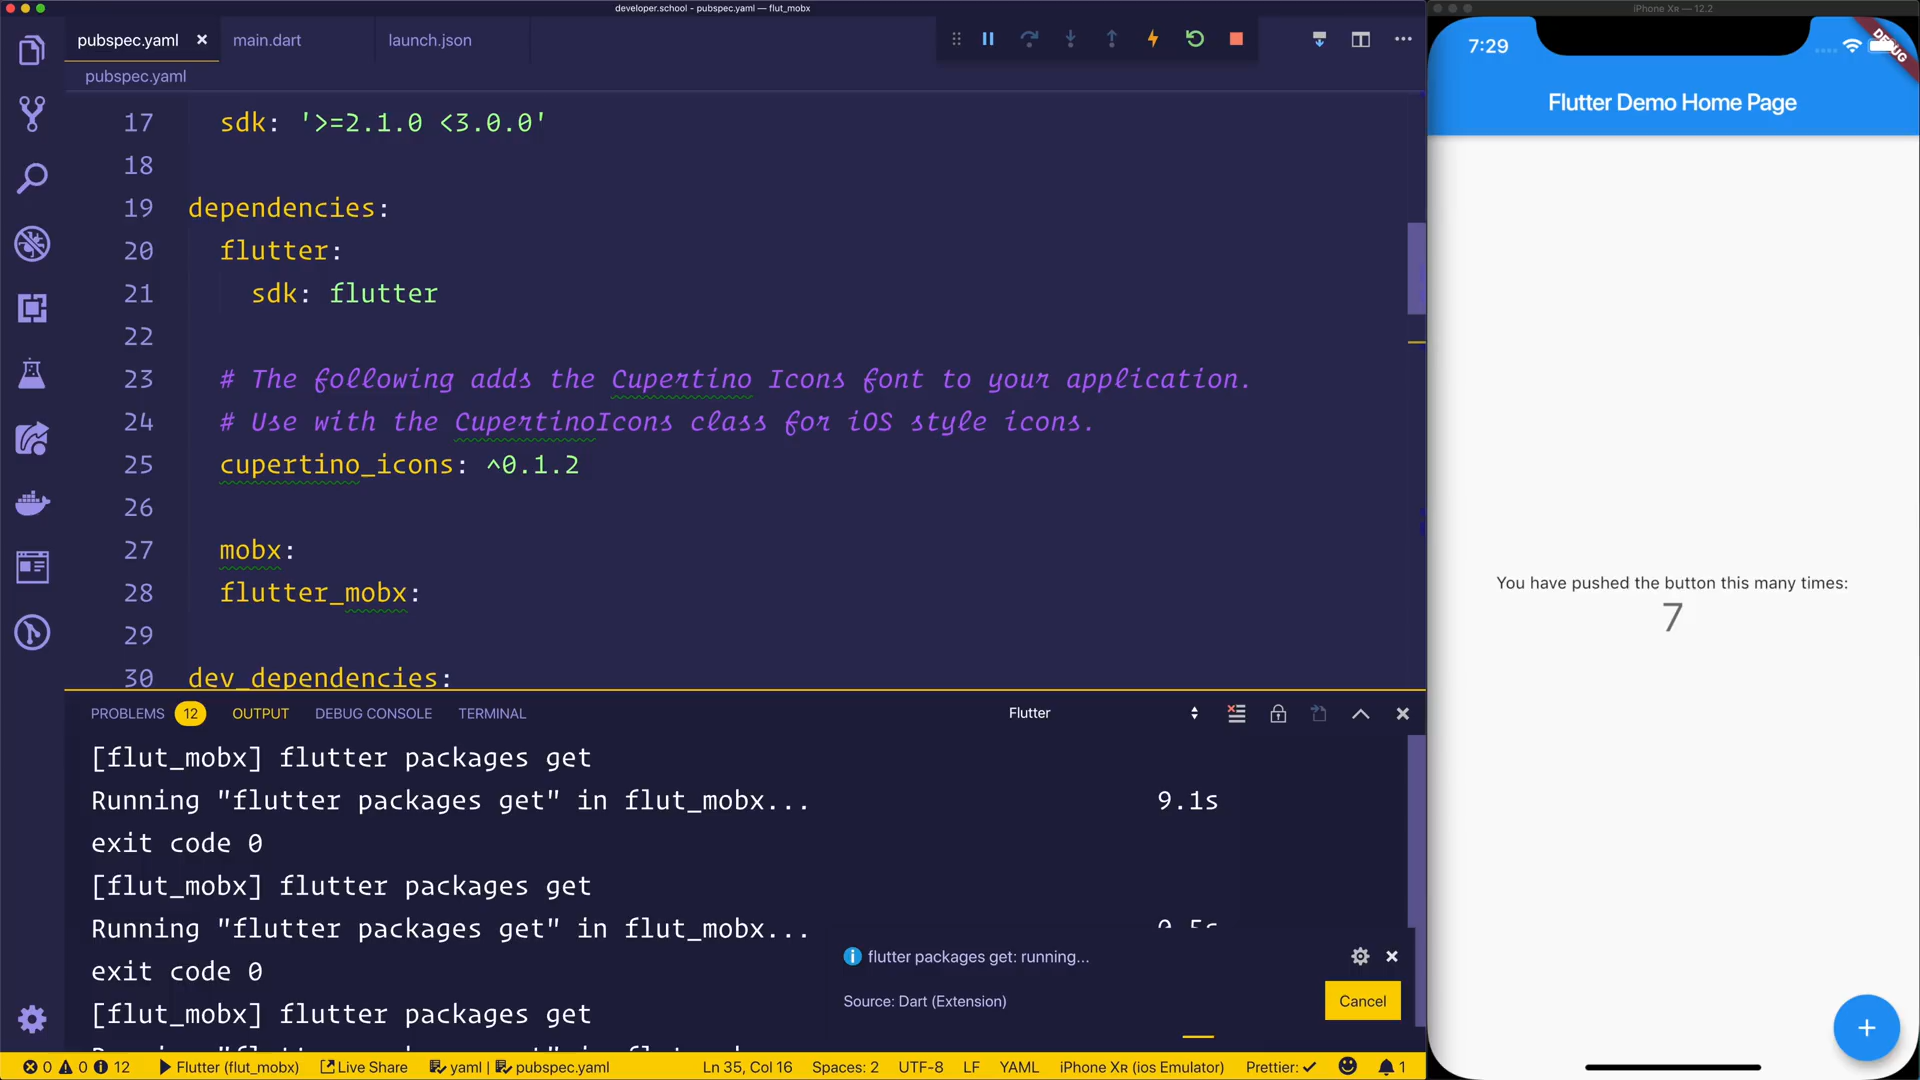 developer.school - pubspec.yaml — flut_mobx
pubspec.yaml
main.dart
launch.json
pubspec.yaml
17 sdk: '>=2.1.0 <3.0.0'
18
19 dependencies:
20 flutter:
21 sdk: flutter
22
23 # The following adds the Cupertino Icons font to your application.
24 # Use with the CupertinoIcons class for iOS style icons.
25 cupertino_icons: ^0.1.2
26
27 mobx:
28 flutter_mobx:
29
30 dev_dependencies:
PROBLEMS 12 OUTPUT DEBUG CONSOLE TERMINAL Flutter
[flut_mobx] flutter packages get
Running "flutter packages get" in flut_mobx... 9.1s
exit code 0
[flut_mobx] flutter packages get
Running "flutter packages get" in flut_mobx...
exit code 0
[flut_mobx] flutter packages get
flutter packages get: running...
Source: Dart (Extension)
Cancel
0 0 12 Flutter (flut_mobx) Live Share yaml | pubspec.yaml Ln 35, Col 16 Spaces: 2 UTF-8 LF YAML iPhone Xʀ (ios Emulator) Prettier: 1
iPhone Xʀ — 12.2
7:29
DEBUG
Flutter Demo Home Page
You have pushed the button this many times:
7